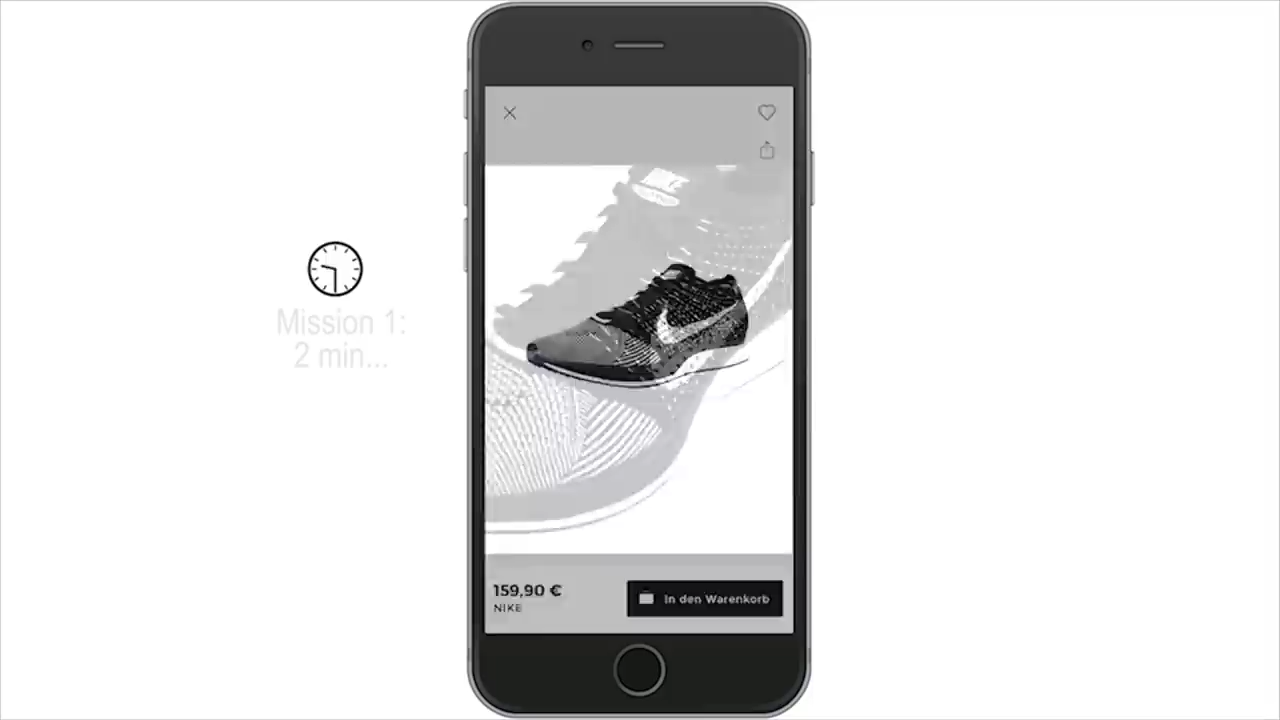 Mission 1:
2 min...
159,90 €
NIKE
In den Warenkorb